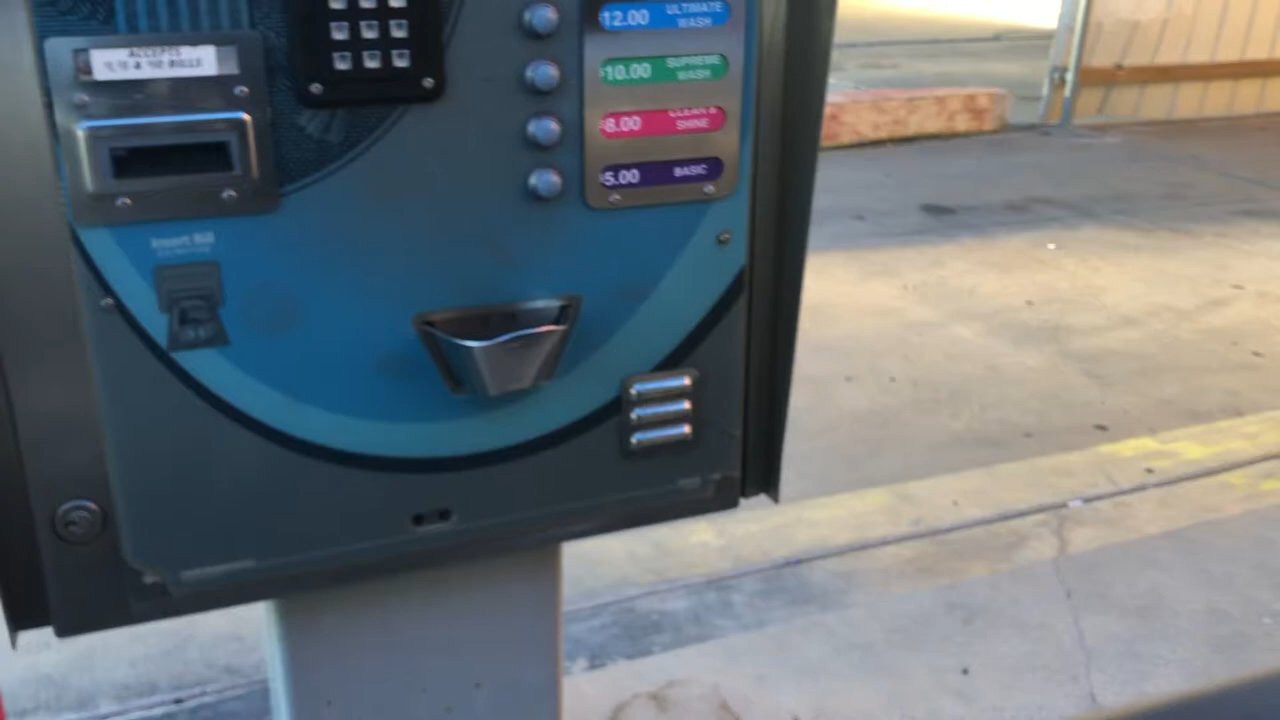 ACCEPTS
12.00 ULTIMATE WASH
10.00 SUPREME WASH
8.00 CLEAN & SHINE
5.00 BASIC
Insert Bill